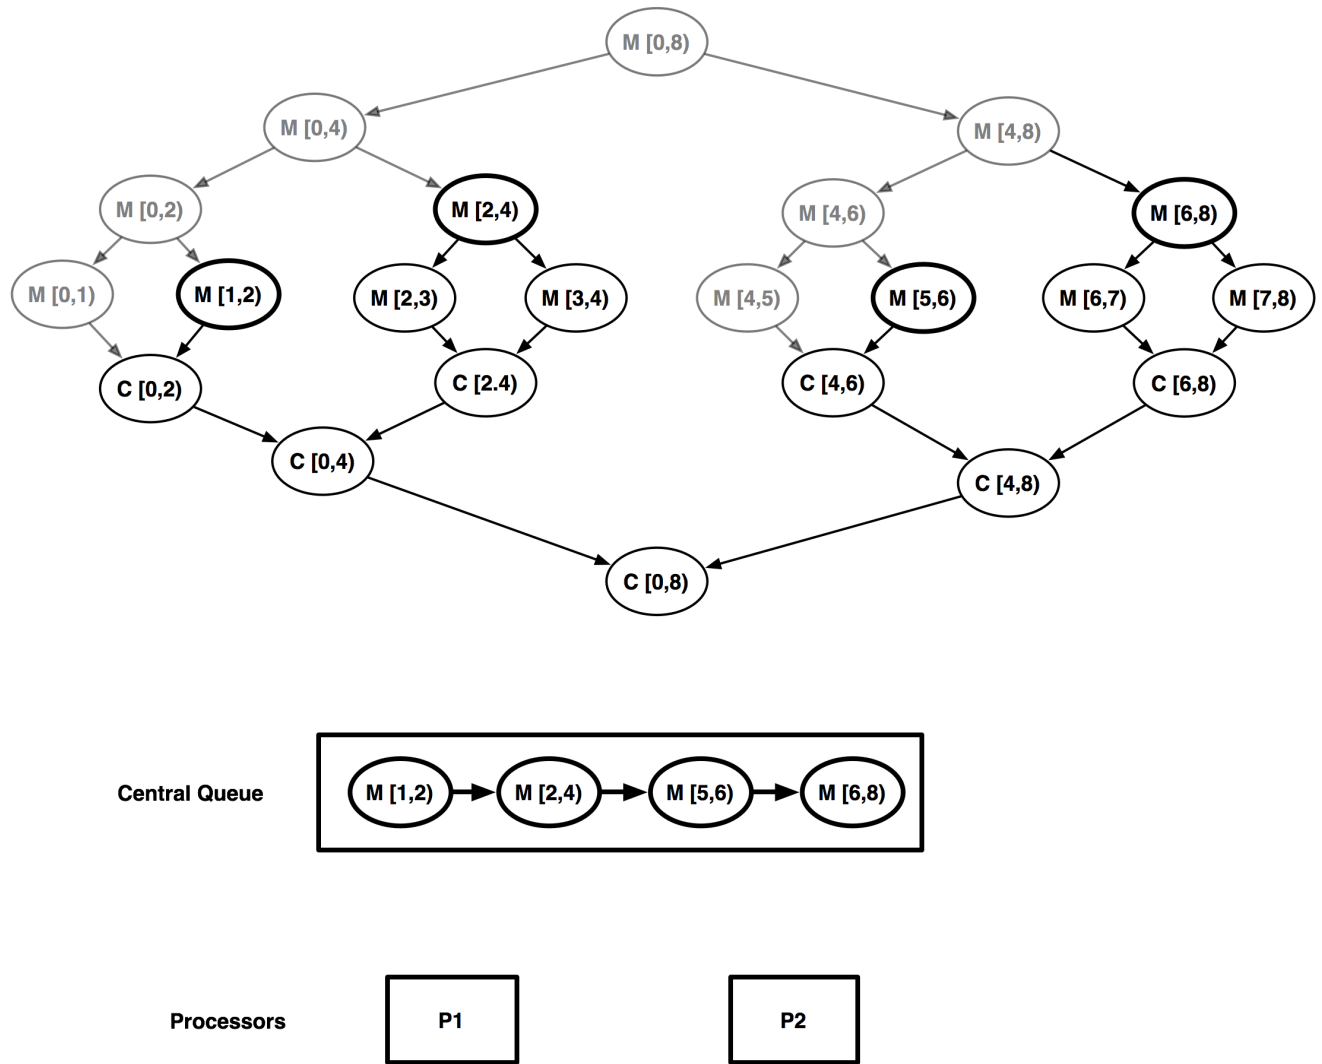 M [0,8)
M [0,4)
M [4,8)
M [0,2)
M [2,4)
M [4,6)
M [6,8)
M [0,1)
M [1,2)
M [2,3)
M [3,4)
M [4,5)
M [5,6)
M [6,7)
M [7,8)
C [0,2)
C [2.4)
C [4,6)
C [6,8)
C [0,4)
C [4,8)
C [0,8)
Central Queue
M [1,2)
M [2,4)
M [5,6)
M [6,8)
Processors
P1
P2